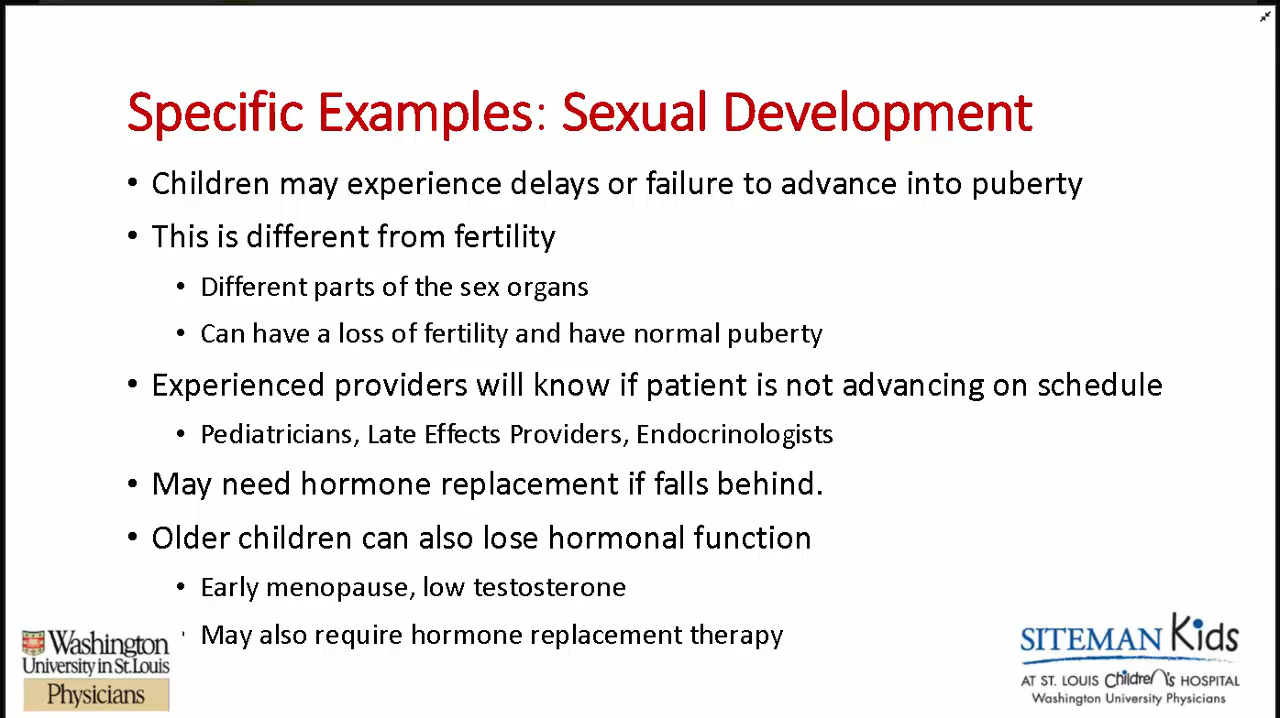 Specific Examples: Sexual Development
• Children may experience delays or failure to advance into puberty
• This is different from fertility
• Different parts of the sex organs
• Can have a loss of fertility and have normal puberty
• Experienced providers will know if patient is not advancing on schedule
• Pediatricians, Late Effects Providers, Endocrinologists
• May need hormone replacement if falls behind.
• Older children can also lose hormonal function
• Early menopause, low testosterone
• May also require hormone replacement therapy
Washington
University in St. Louis
Physicians
SITEMAN Kids
AT ST. LOUIS Children's HOSPITAL
Washington University Physicians